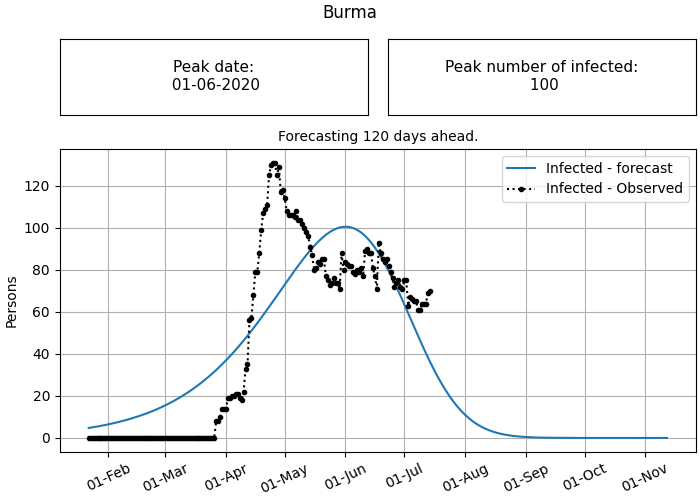 Burma
Peak date:
01-06-2020
Peak number of infected:
100
Forecasting 120 days ahead.
Infected - forecast
Infected - Observed
Persons
120
100
80
60
40
20
0
01-Feb
01-Mar
01-Apr
01-May
01-Jun
01-Jul
01-Aug
01-Sep
01-Oct
01-Nov